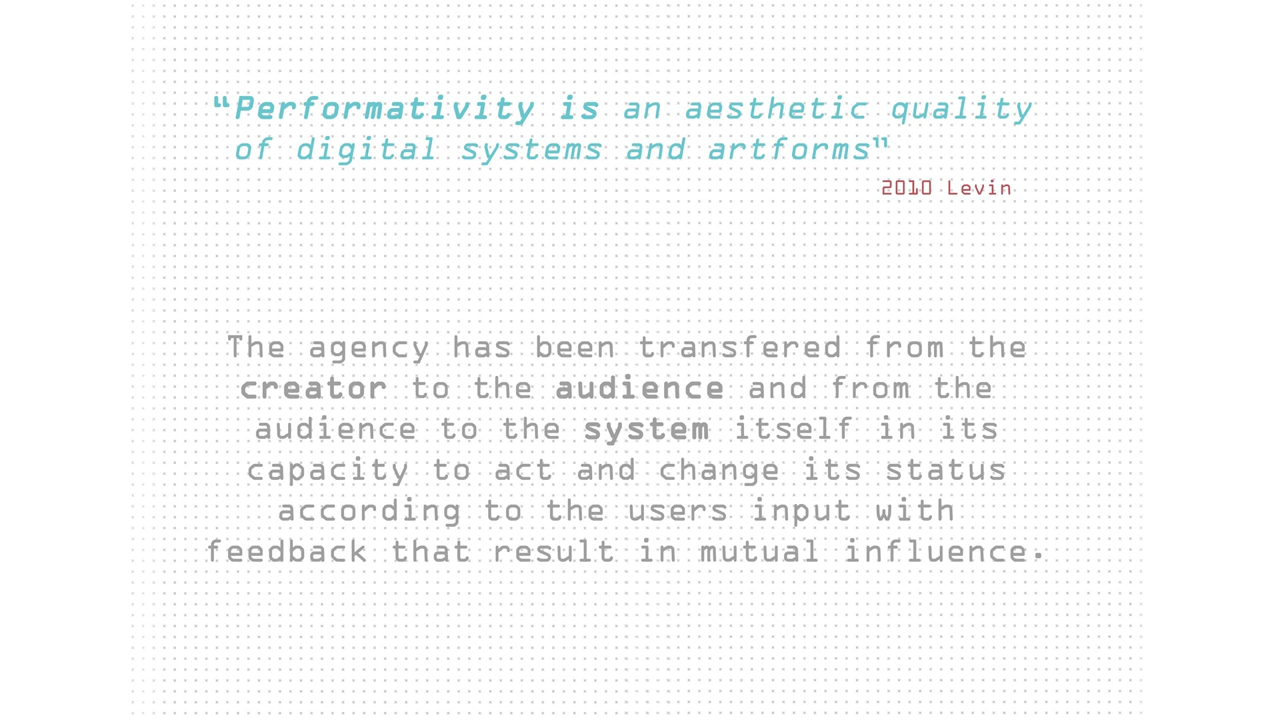 “Performativity is an aesthetic quality
of digital systems and artforms”
2010 Levin
The agency has been transfered from the
creator to the audience and from the
audience to the system itself in its
capacity to act and change its status
according to the users input with
feedback that result in mutual influence.